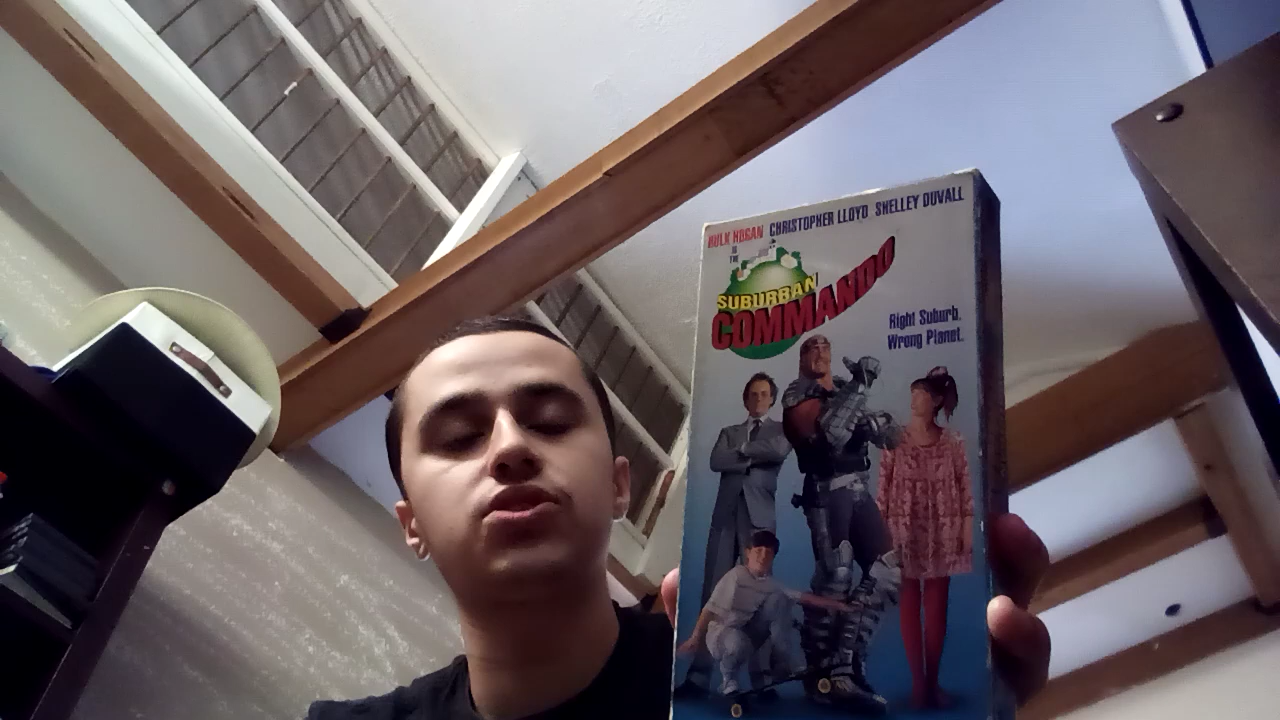 HULK HOGAN CHRISTOPHER LLOYD SHELLEY DUVALL
IS
THE
SUBURBAN
COMMANDO
Right Suburb.
Wrong Planet.